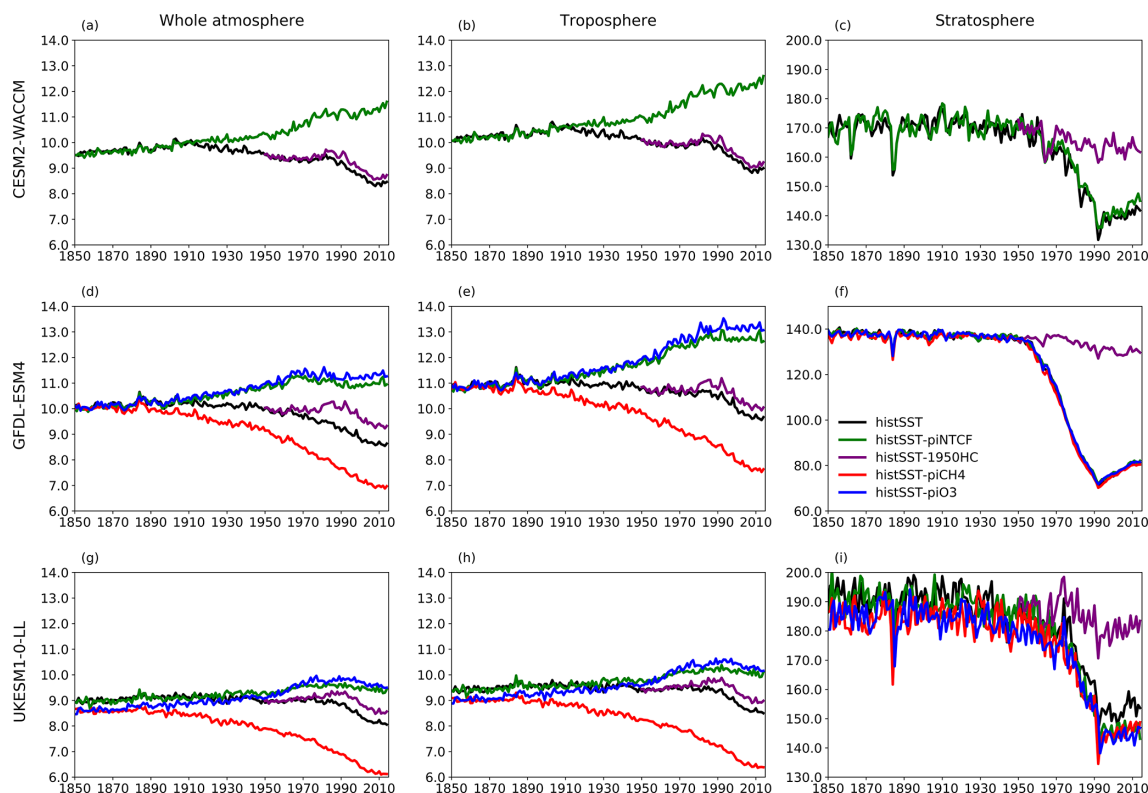 Whole atmosphere Troposphere Stratosphere
(a) (b) (c)
CESM2-WACCM
14.0 14.0 200.0
13.0 13.0 190.0
12.0 12.0 180.0
11.0 11.0 170.0
10.0 10.0 160.0
9.0 9.0 150.0
8.0 8.0 140.0
7.0 7.0 130.0
6.0 6.0
1850 1870 1890 1910 1930 1950 1970 1990 2010 1850 1870 1890 1910 1930 1950 1970 1990 2010 1850 1870 1890 1910 1930 1950 1970 1990 2010
(d) (e) (f)
GFDL-ESM4
14.0 14.0 140.0
13.0 13.0 120.0
12.0 12.0 100.0
11.0 11.0 80.0
10.0 10.0 60.0
9.0 9.0
8.0 8.0
7.0 7.0
6.0 6.0
histSST
histSST-piNTCF
histSST-1950HC
histSST-piCH4
histSST-piO3
1850 1870 1890 1910 1930 1950 1970 1990 2010 1850 1870 1890 1910 1930 1950 1970 1990 2010 1850 1870 1890 1910 1930 1950 1970 1990 2010
(g) (h) (i)
UKESM1-0-LL
14.0 14.0 200.0
13.0 13.0 190.0
12.0 12.0 180.0
11.0 11.0 170.0
10.0 10.0 160.0
9.0 9.0 150.0
8.0 8.0 140.0
7.0 7.0 130.0
6.0 6.0
1850 1870 1890 1910 1930 1950 1970 1990 2010 1850 1870 1890 1910 1930 1950 1970 1990 2010 1850 1870 1890 1910 1930 1950 1970 1990 2010